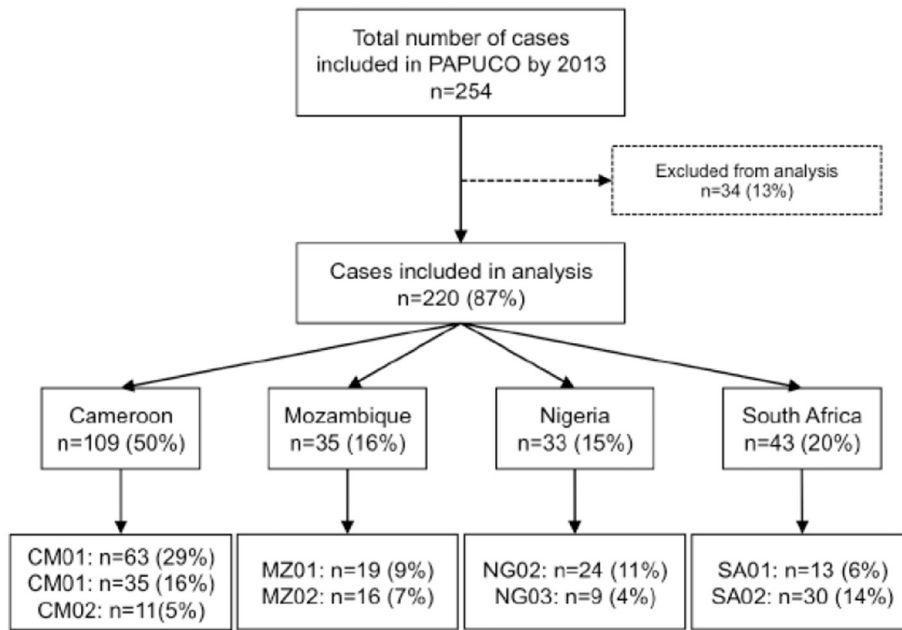 Total number of cases
included in PAPUCO by 2013
n=254
Excluded from analysis
n=34 (13%)
Cases included in analysis
n=220 (87%)
Cameroon
n=109 (50%)
Mozambique
n=35 (16%)
Nigeria
n=33 (15%)
South Africa
n=43 (20%)
CM01: n=63 (29%)
CM01: n=35 (16%)
CM02: n=11(5%)
MZ01: n=19 (9%)
MZ02: n=16 (7%)
NG02: n=24 (11%)
NG03: n=9 (4%)
SA01: n=13 (6%)
SA02: n=30 (14%)